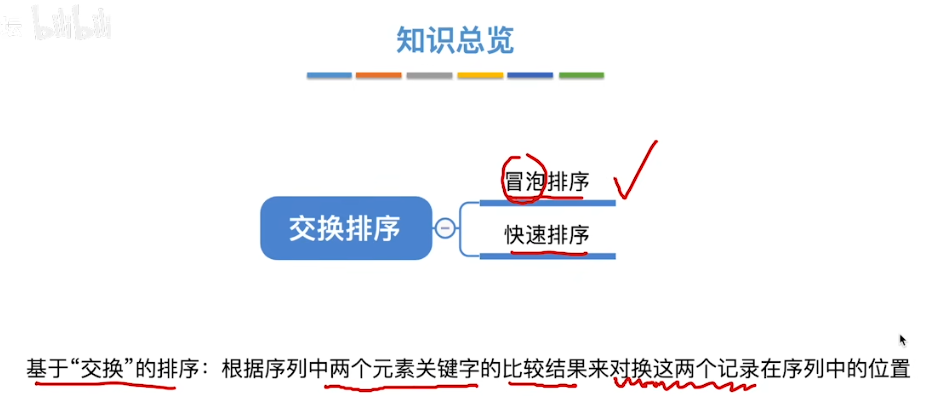 bilibili
知识总览
冒泡排序
交换排序
快速排序
基于“交换”的排序：根据序列中两个元素关键字的比较结果来对换这两个记录在序列中的位置